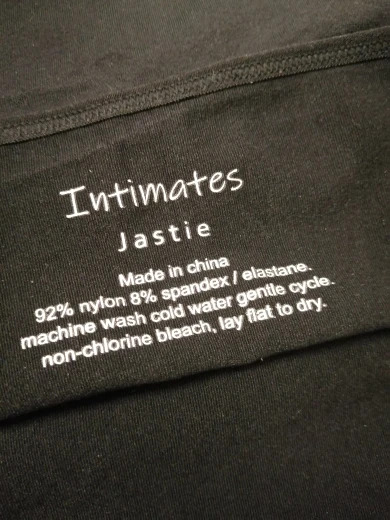 Intimates
Jastie
Made in china
92% nylon 8% spandex / elastane.
machine wash cold water gentle cycle.
non-chlorine bleach, lay flat to dry.